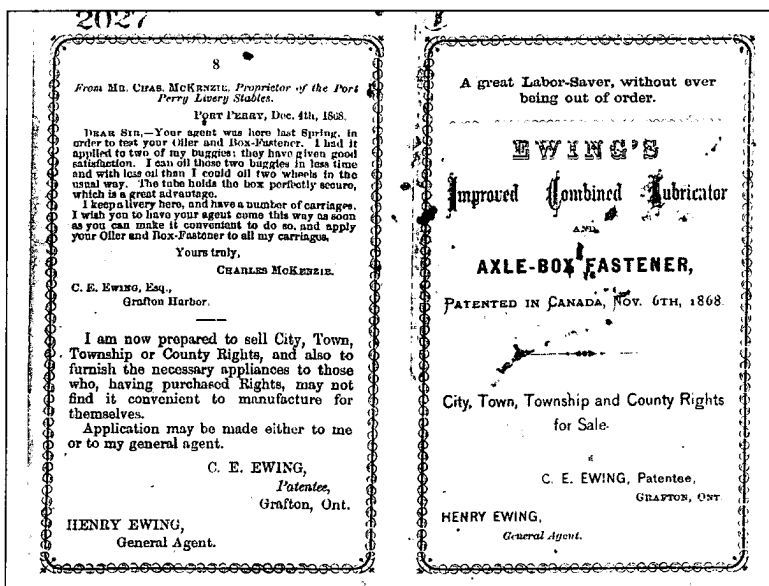 2027
8
From MR. CHAS. MCKENZIE, Proprietor of the Port
Perry Livery Stables.
PORT PERRY, Dec. 4th, 1868.
DEAR SIR,—Your agent was here last Spring, in
order to test your Oiler and Box-Fastener. I had it
applied to two of my buggies; they have given good
satisfaction. I can oil those two buggies in less time
and with less oil than I could oil two wheels in the
usual way. The tube holds the box perfectly secure,
which is a great advantage.
I keep a livery here, and have a number of carriages.
I wish you to have your agent come this way as soon
as you can make it convenient to do so, and apply
your Oiler and Box-Fastener to all my carriages.
Yours truly,
CHARLES MCKENZIE.
C. E. EWING, Esq.,
Grafton Harbor.
I am now prepared to sell City, Town,
Township or County Rights, and also to
furnish the necessary appliances to those
who, having purchased Rights, may not
find it convenient to manufacture for
themselves.
Application may be made either to me
or to my general agent.
C. E. EWING,
Patentee,
Grafton, Ont.
HENRY EWING,
General Agent.
A great Labor-Saver, without ever
being out of order.
EWING'S
Improved Combined Lubricator
AND
AXLE-BOX FASTENER,
PATENTED IN CANADA, NOV. 6TH, 1868.
City, Town, Township and County Rights
for Sale.
C. E. EWING, Patentee,
GRAFTON, ONT
HENRY EWING,
General Agent.